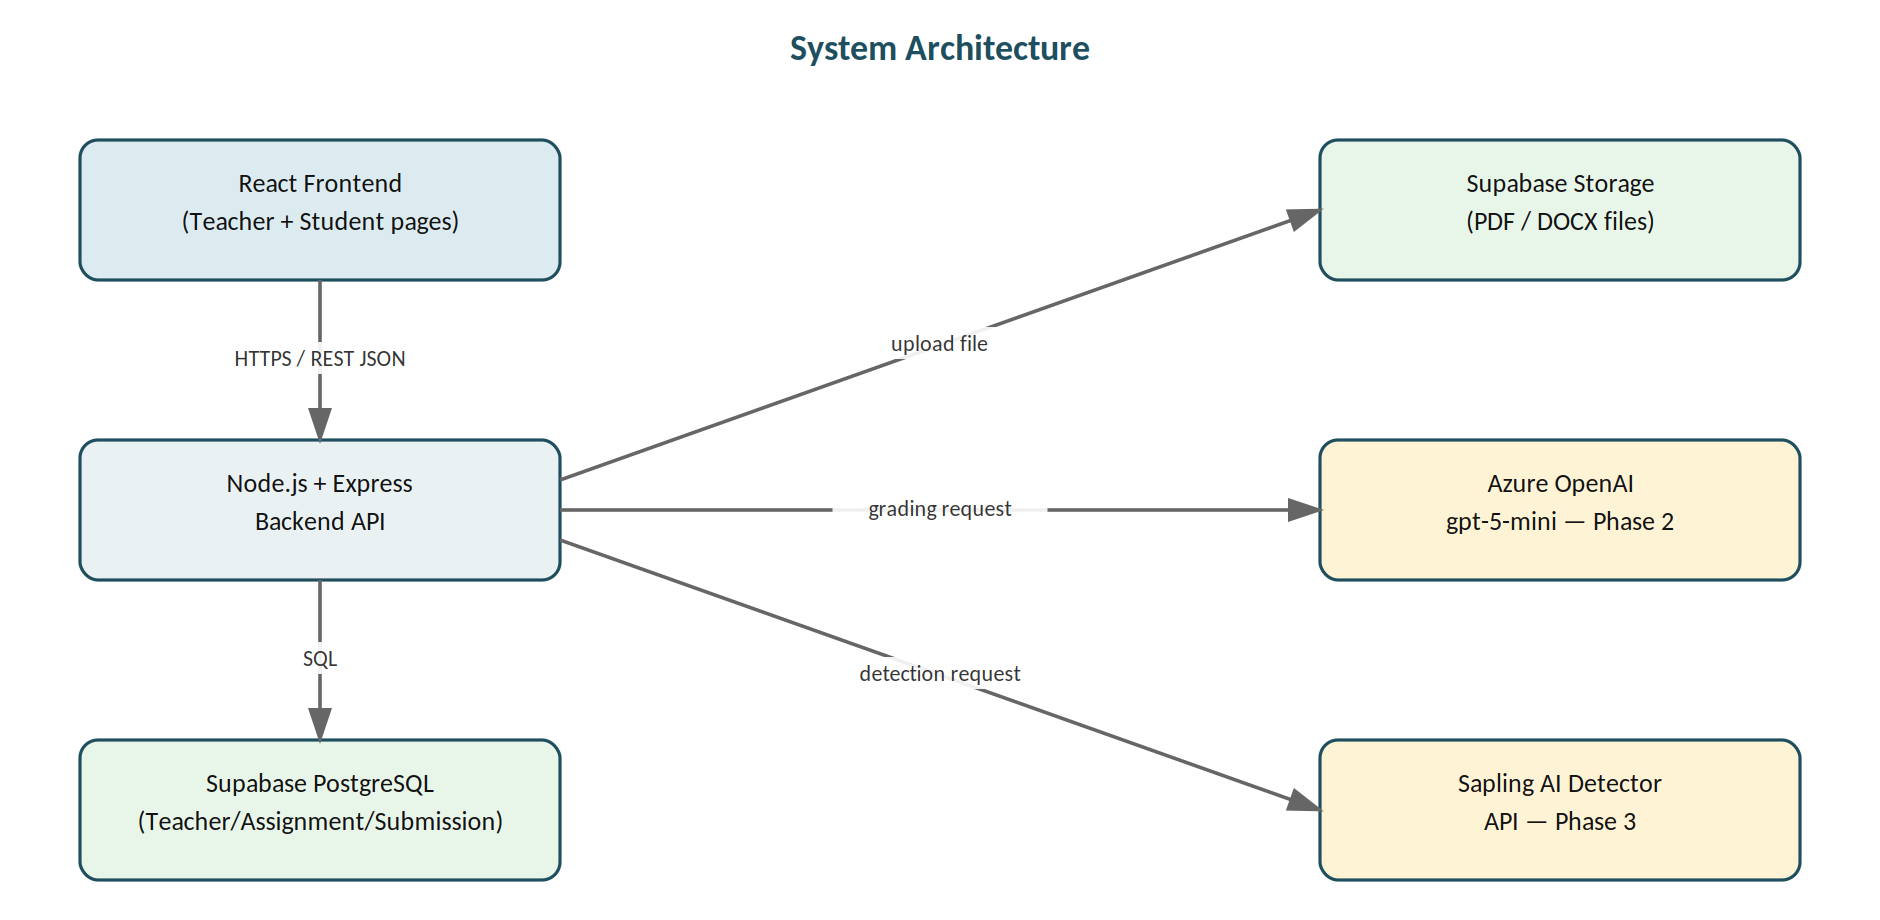 System Architecture
React Frontend
(Teacher + Student pages)
Supabase Storage
(PDF / DOCX files)
HTTPS / REST JSON
upload file
Node.js + Express
Backend API
grading request
Azure OpenAI
gpt-5-mini — Phase 2
SQL
detection request
Supabase PostgreSQL
(Teacher/Assignment/Submission)
Sapling AI Detector
API — Phase 3